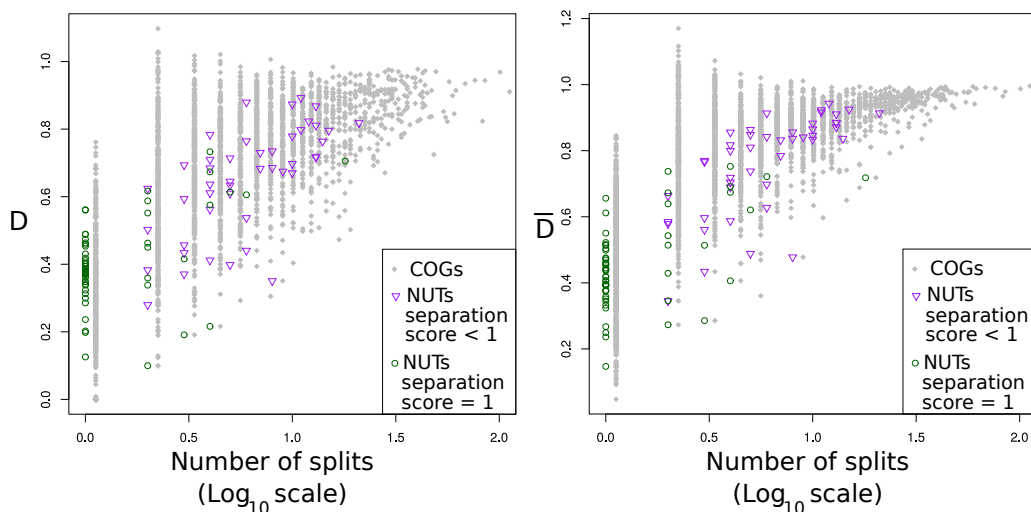 D
0.0
0.2
0.4
0.6
0.8
1.0
COGs
NUTs
separation
score < 1
NUTs
separation
score = 1
0.0
0.5
1.0
1.5
2.0
Number of splits
(Log10 scale)
D̅
0.2
0.4
0.6
0.8
1.0
1.2
COGs
NUTs
separation
score < 1
NUTs
separation
score = 1
0.0
0.5
1.0
1.5
2.0
Number of splits
(Log10 scale)